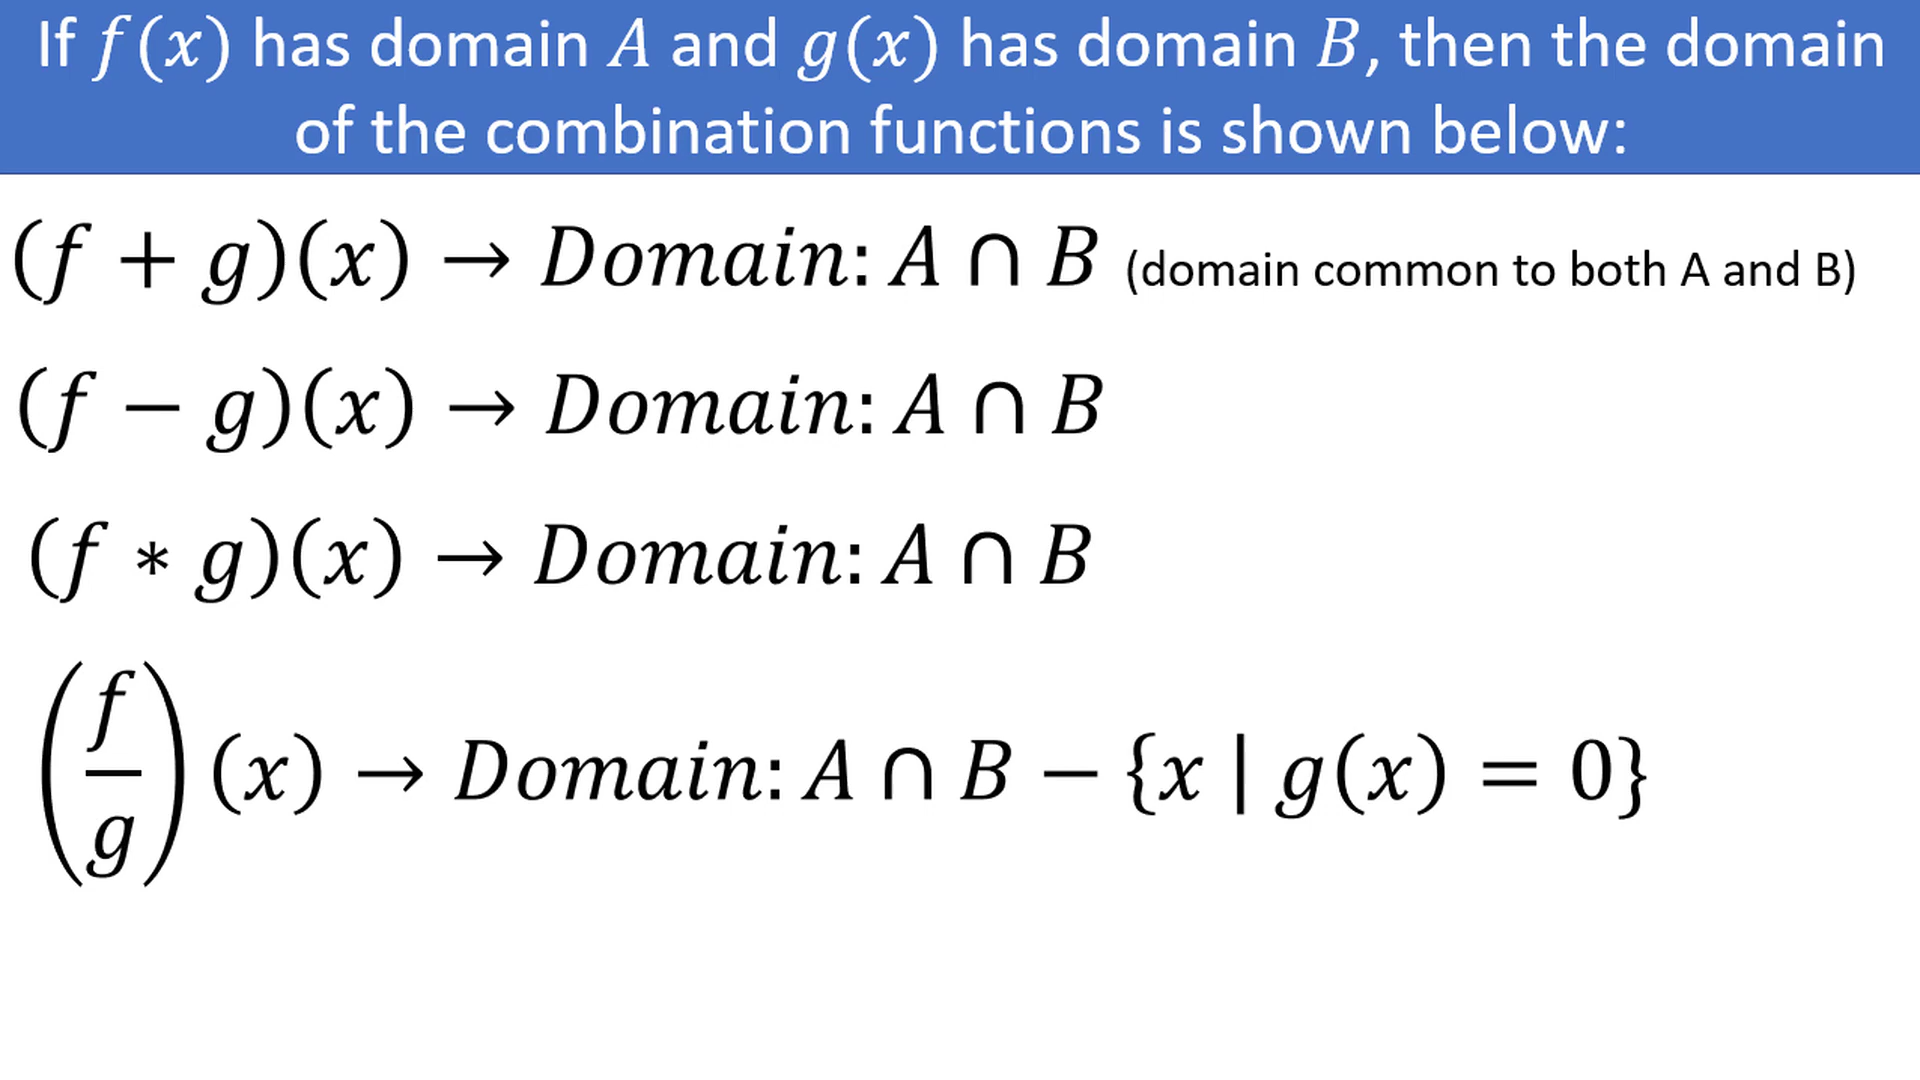 If f(x) has domain A and g(x) has domain B, then the domain
of the combination functions is shown below:
(f + g)(x) → Domain: A ∩ B (domain common to both A and B)
(f − g)(x) → Domain: A ∩ B
(f * g)(x) → Domain: A ∩ B
(f/g)(x) → Domain: A ∩ B − {x | g(x) = 0}